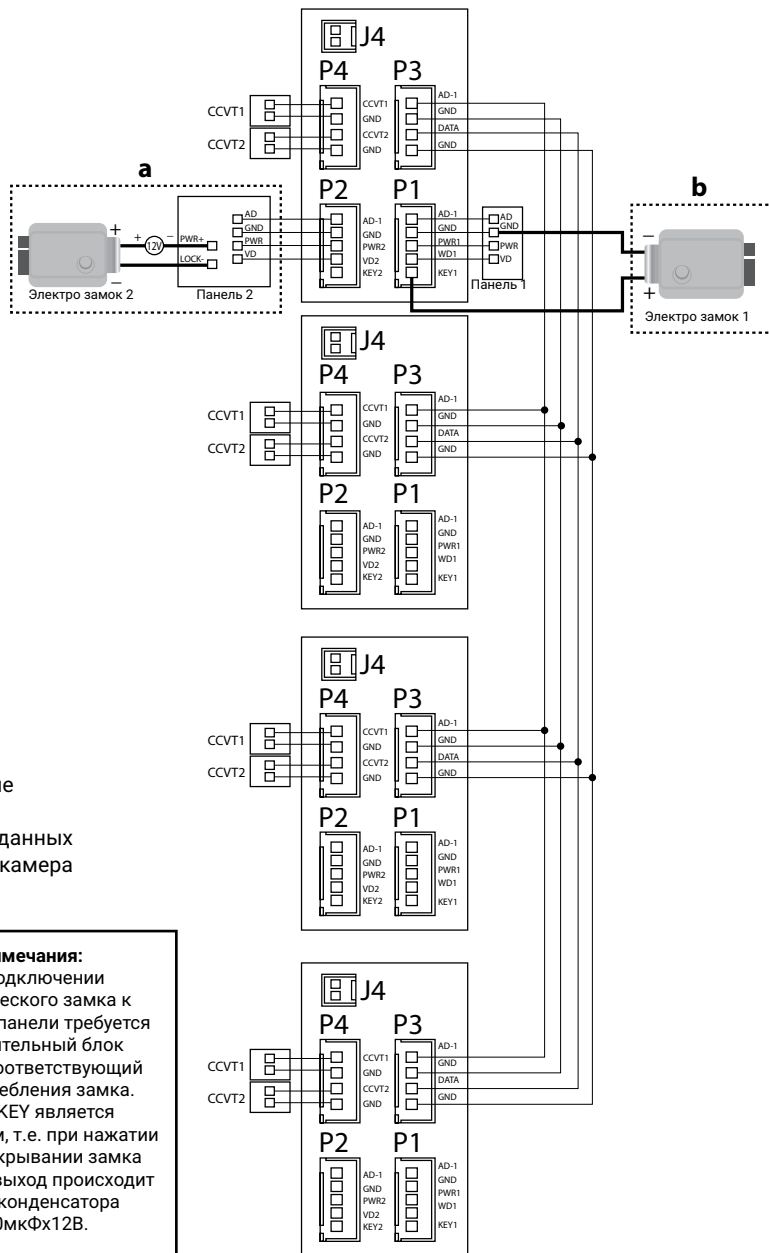 J4
P4 P3
CCVT1
CCVT2
CCVT1
GND
CCVT2
GND
AD-1
GND
DATA
GND
a
b
P2 P1
+
+ 12V −
−
PWR+
LOCK-
AD
GND
PWR
VD
AD-1
GND
PWR2
VD2
KEY2
AD-1
GND
PWR1
WD1
KEY1
AD
GND
PWR
VD
−
+
Электро замок 2
Панель 2
Панель 1
Электро замок 1
J4
P4 P3
CCVT1
CCVT2
CCVT1
GND
CCVT2
GND
AD-1
GND
DATA
GND
P2 P1
AD-1
GND
PWR2
VD2
KEY2
AD-1
GND
PWR1
WD1
KEY1
J4
P4 P3
CCVT1
CCVT2
CCVT1
GND
CCVT2
GND
AD-1
GND
DATA
GND
P2 P1
AD-1
GND
PWR2
VD2
KEY2
AD-1
GND
PWR1
WD1
KEY1
J4
P4 P3
CCVT1
CCVT2
CCVT1
GND
CCVT2
GND
AD-1
GND
DATA
GND
P2 P1
AD-1
GND
PWR2
VD2
KEY2
AD-1
GND
PWR1
WD1
KEY1
данных
камера
имечания:
одключении
еского замка к
панели требуется
ительный блок
оответствующий
ебления замка.
KEY является
м, т.е. при нажатии
крывании замка
выход происходит
конденсатора
0мкФх12В.